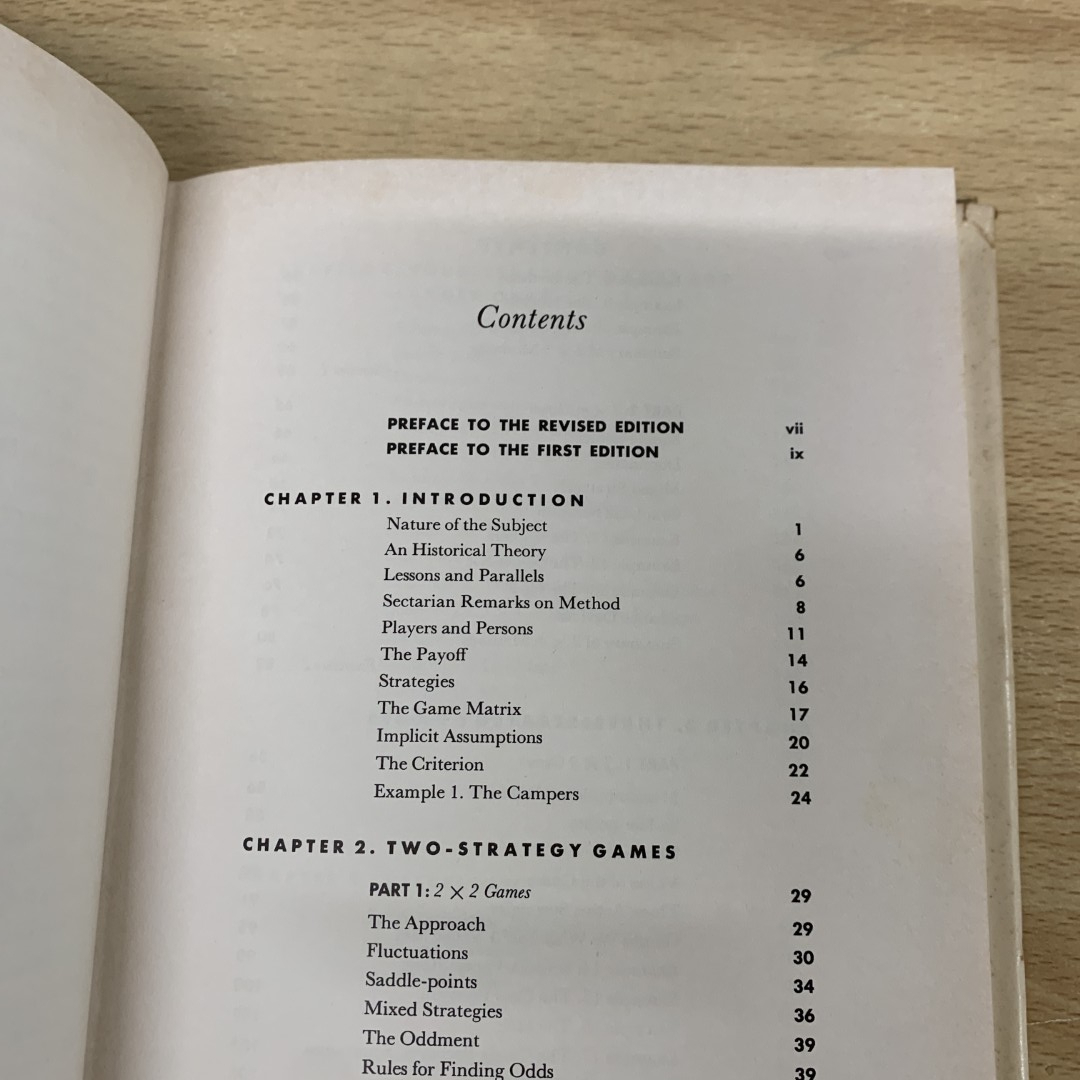 Contents
PREFACE TO THE REVISED EDITION vii
PREFACE TO THE FIRST EDITION ix
CHAPTER 1. INTRODUCTION
Nature of the Subject 1
An Historical Theory 6
Lessons and Parallels 6
Sectarian Remarks on Method 8
Players and Persons 11
The Payoff 14
Strategies 16
The Game Matrix 17
Implicit Assumptions 20
The Criterion 22
Example 1. The Campers 24
CHAPTER 2. TWO-STRATEGY GAMES
PART 1: 2 × 2 Games 29
The Approach 29
Fluctuations 30
Saddle-points 34
Mixed Strategies 36
The Oddment 39
Rules for Finding Odds 39